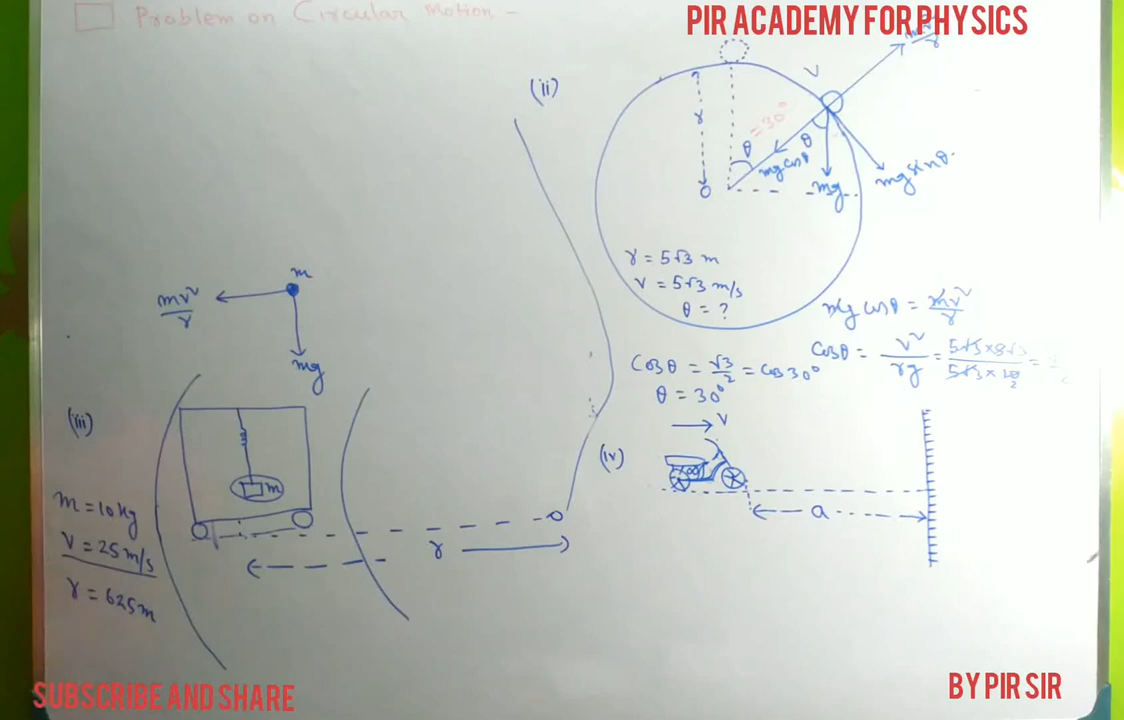 Problem on Circular Motion -
PIR ACADEMY FOR PHYSICS
(ii)
V
mv²/r
r
= 30°
θ
θ
mg cosθ
mg
mg sinθ.
O
r = 5√3 m
v = 5√3 m/s
θ = ?
mg cosθ = mv²/r
cosθ = v²/rg =
cosθ = √3/2 = cos 30°
θ = 30°
m
mv²/r
mg
(iii)
m
m = 10 kg
V = 25 m/s
r = 625 m
r
(iv)
V
a
SUBSCRIBE AND SHARE
BY PIR SIR